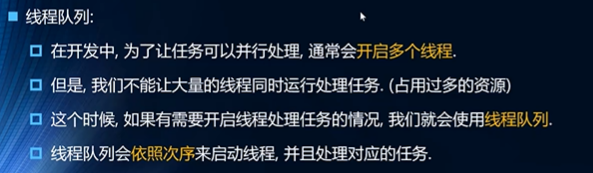 线程队列:
在开发中, 为了让任务可以并行处理, 通常会开启多个线程.
但是, 我们不能让大量的线程同时运行处理任务. (占用过多的资源)
这个时候, 如果有需要开启线程处理任务的情况, 我们就会使用线程队列.
线程队列会依照次序来启动线程, 并且处理对应的任务.